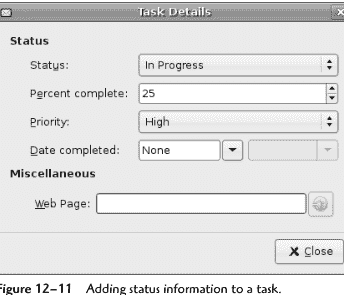 Task Details
Status
Status: In Progress
Percent complete: 25
Priority: High
Date completed: None
Miscellaneous
Web Page:
Close
Figure 12–11 Adding status information to a task.